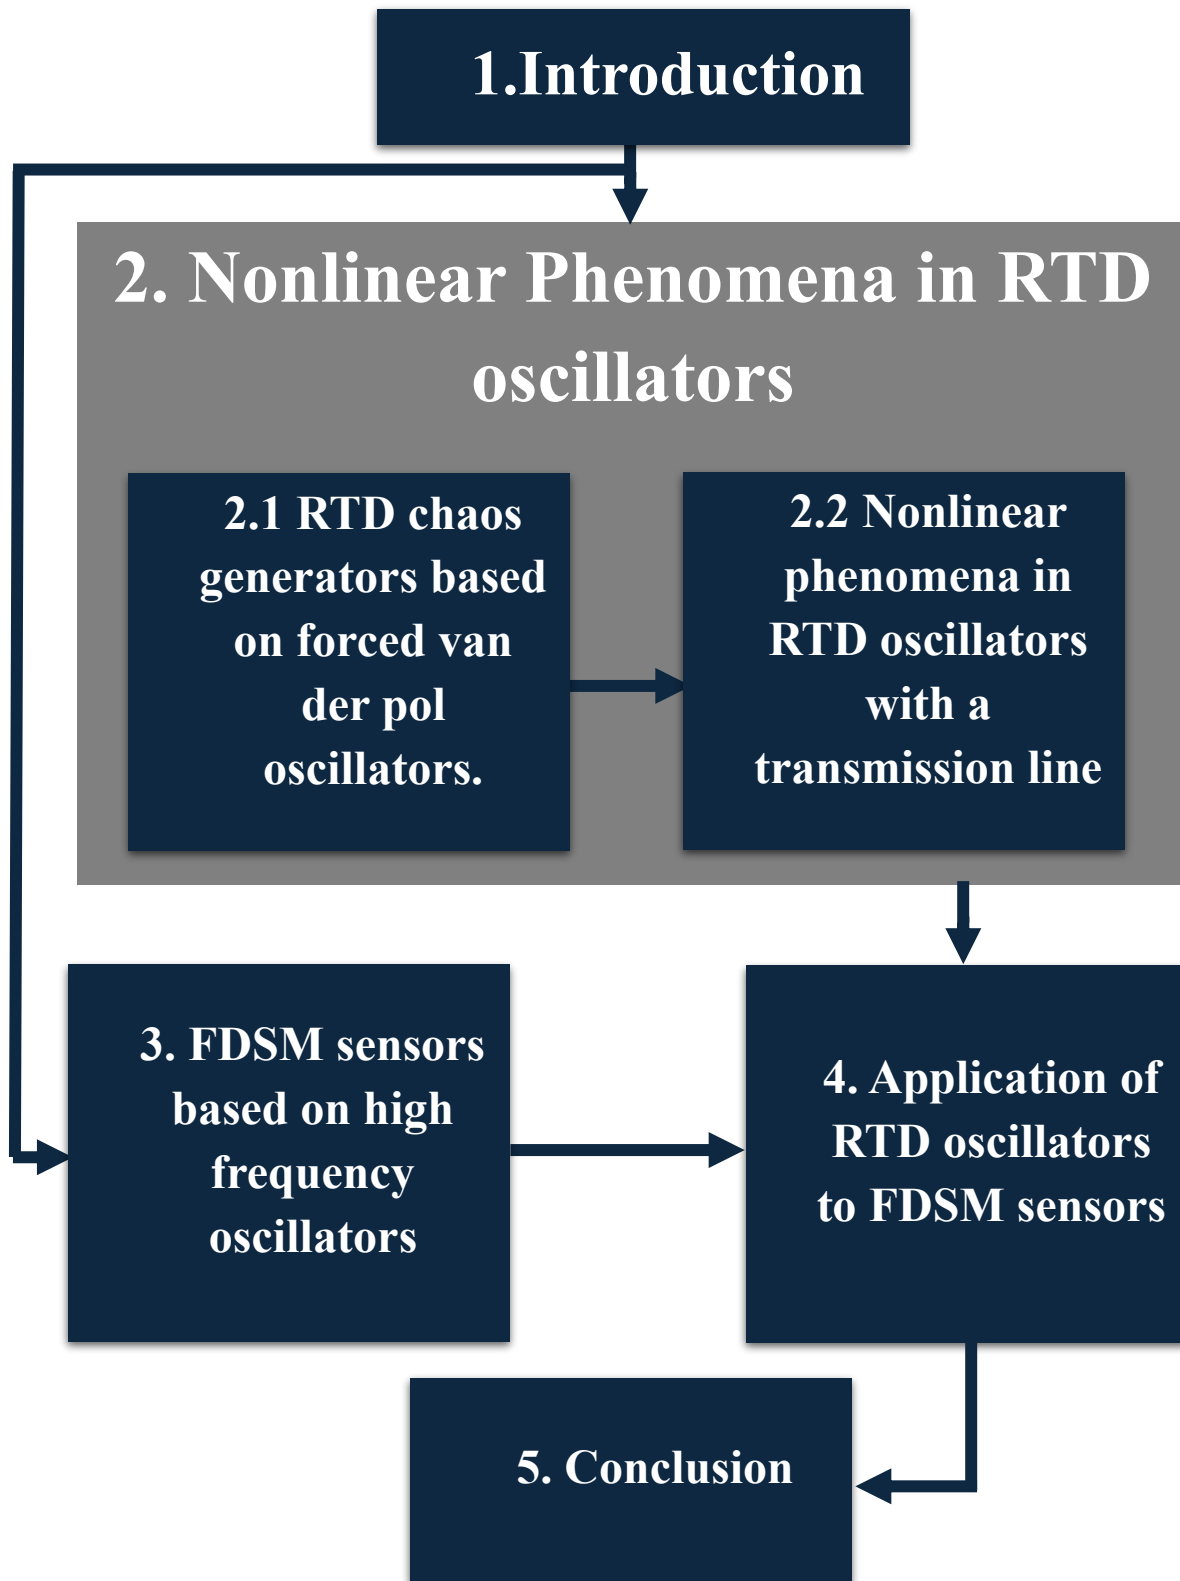 1.Introduction
2. Nonlinear Phenomena in RTD
oscillators
2.1 RTD chaos
generators based
on forced van
der pol
oscillators.
2.2 Nonlinear
phenomena in
RTD oscillators
with a
transmission line
3. FDSM sensors
based on high
frequency
oscillators
4. Application of
RTD oscillators
to FDSM sensors
5. Conclusion